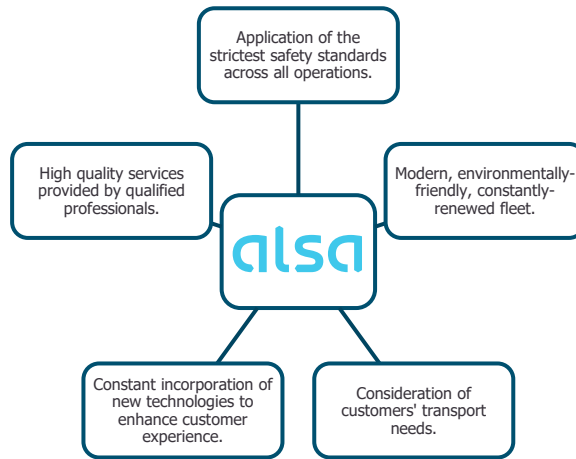 Application of the
strictest safety standards
across all operations.
High quality services
provided by qualified
professionals.
Modern, environmentally-
friendly, constantly-
renewed fleet.
alsa
Constant incorporation of
new technologies to
enhance customer
experience.
Consideration of
customers' transport
needs.